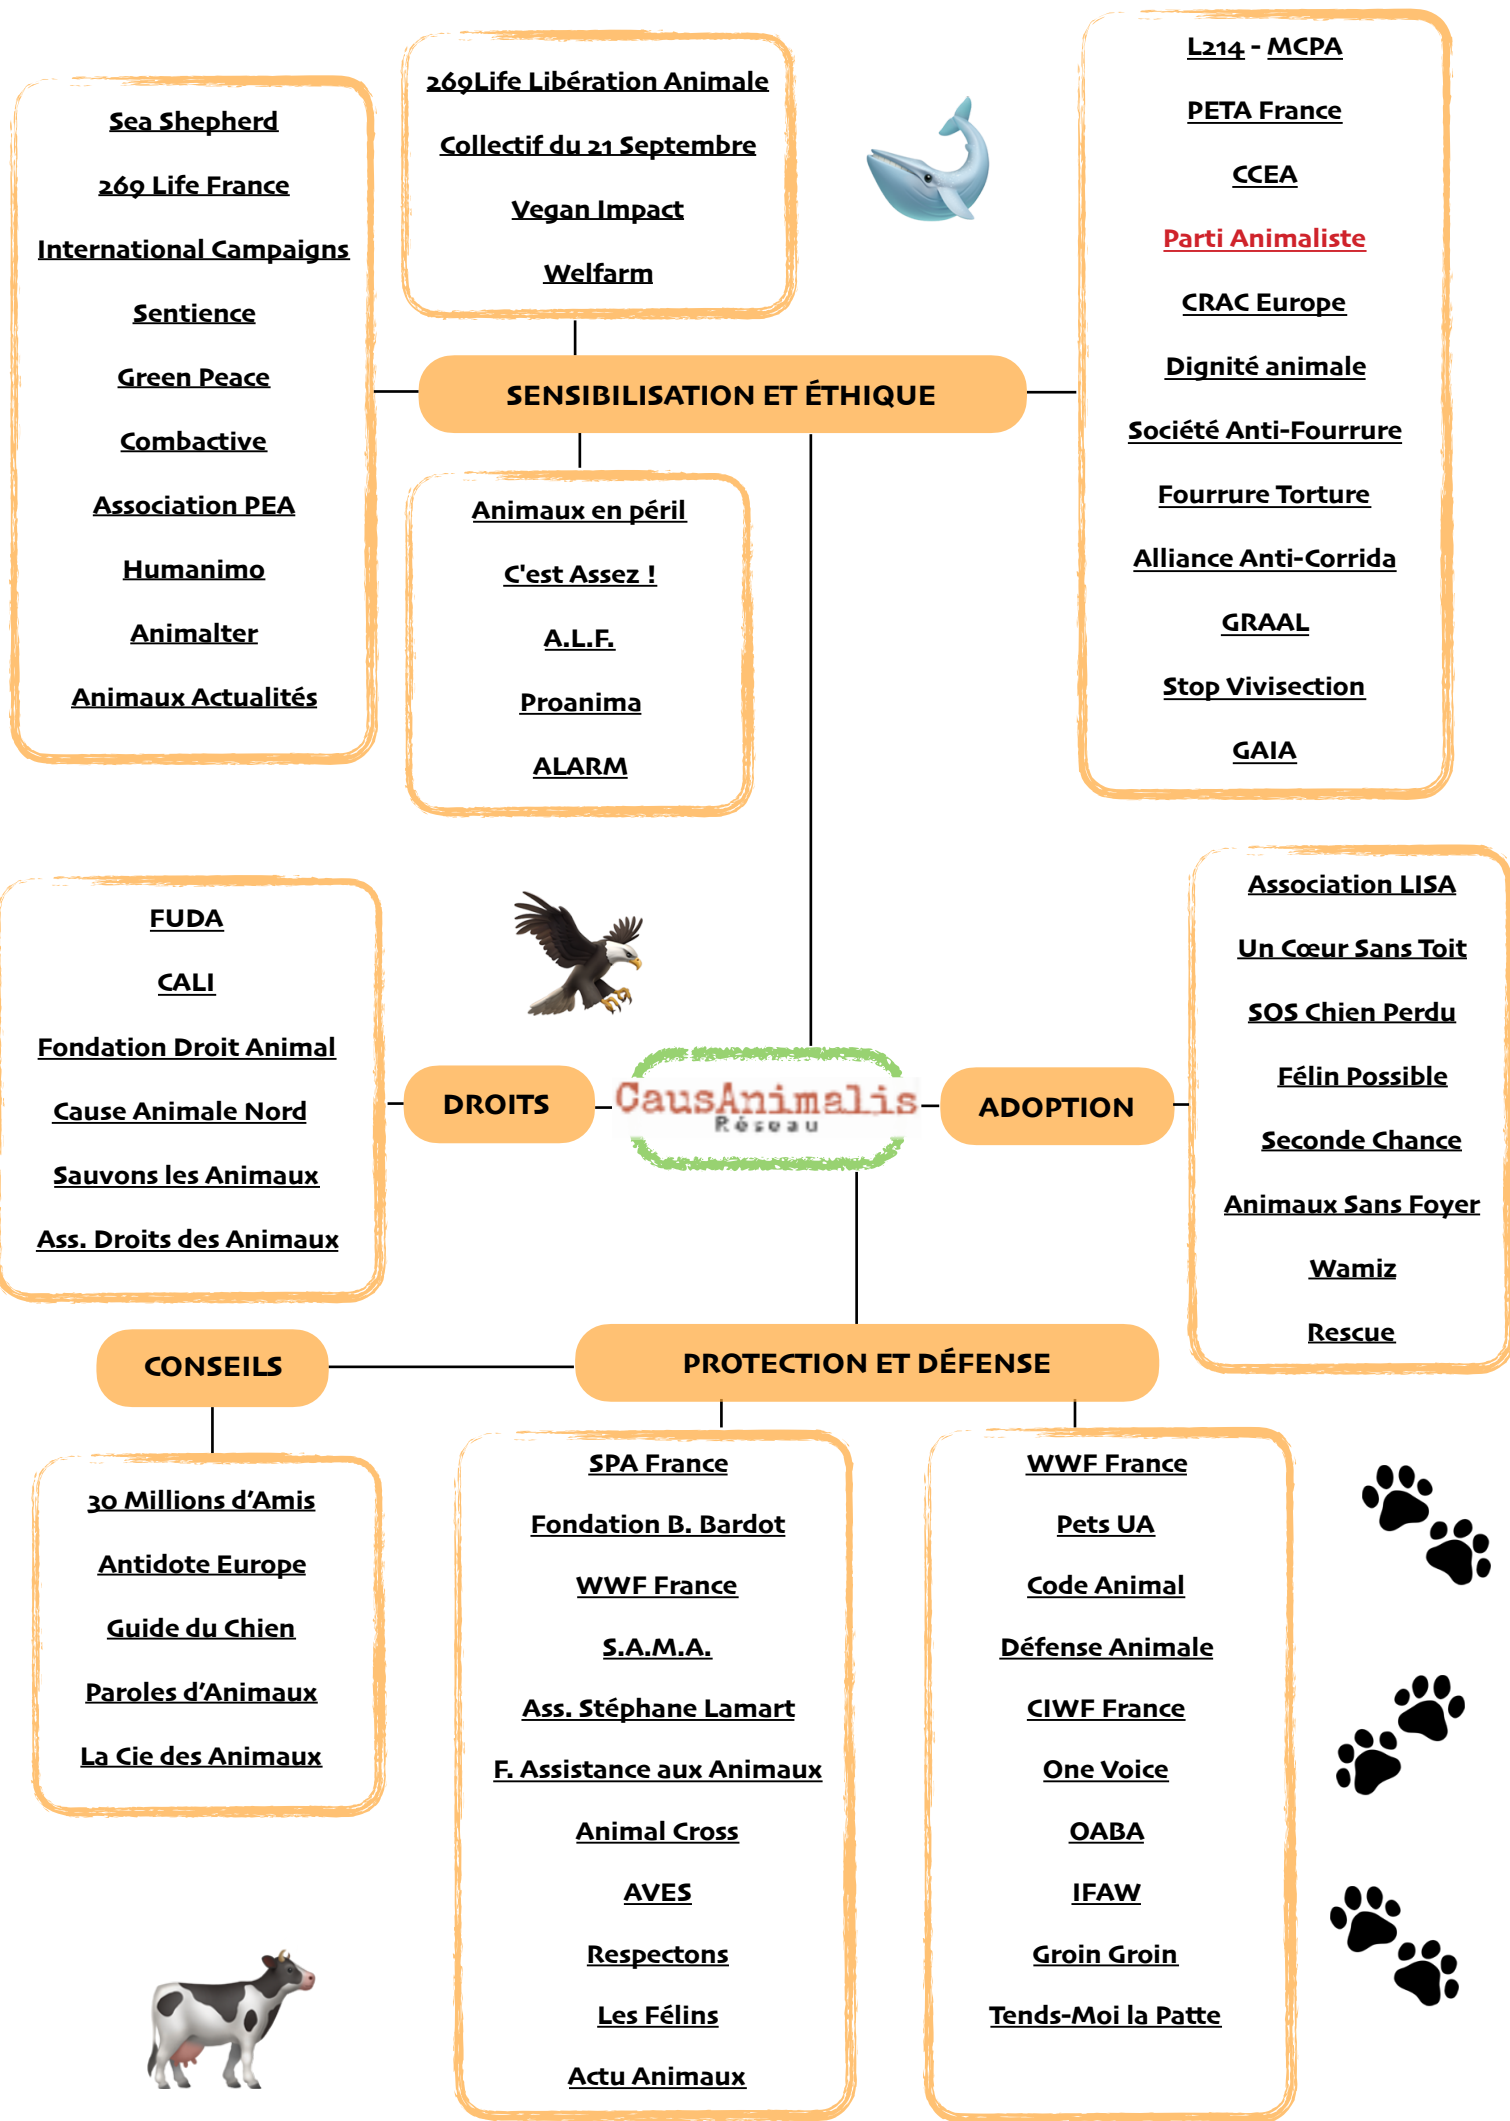 269Life Libération Animale
Collectif du 21 Septembre
Vegan Impact
Welfarm
L214 - MCPA
PETA France
CCEA
Parti Animaliste
CRAC Europe
Dignité animale
Société Anti-Fourrure
Fourrure Torture
Alliance Anti-Corrida
GRAAL
Stop Vivisection
GAIA
Sea Shepherd
269 Life France
International Campaigns
Sentience
Green Peace
Combactive
Association PEA
Humanimo
Animalter
Animaux Actualités
SENSIBILISATION ET ÉTHIQUE
Animaux en péril
C'est Assez !
A.L.F.
Proanima
ALARM
FUDA
CALI
Fondation Droit Animal
Cause Animale Nord
Sauvons les Animaux
Ass. Droits des Animaux
DROITS
CausAnimalis
Réseau
ADOPTION
Association LISA
Un Cœur Sans Toit
SOS Chien Perdu
Félin Possible
Seconde Chance
Animaux Sans Foyer
Wamiz
Rescue
CONSEILS
PROTECTION ET DÉFENSE
30 Millions d’Amis
Antidote Europe
Guide du Chien
Paroles d’Animaux
La Cie des Animaux
SPA France
Fondation B. Bardot
WWF France
S.A.M.A.
Ass. Stéphane Lamart
F. Assistance aux Animaux
Animal Cross
AVES
Respectons
Les Félins
Actu Animaux
WWF France
Pets UA
Code Animal
Défense Animale
CIWF France
One Voice
OABA
IFAW
Groin Groin
Tends-Moi la Patte